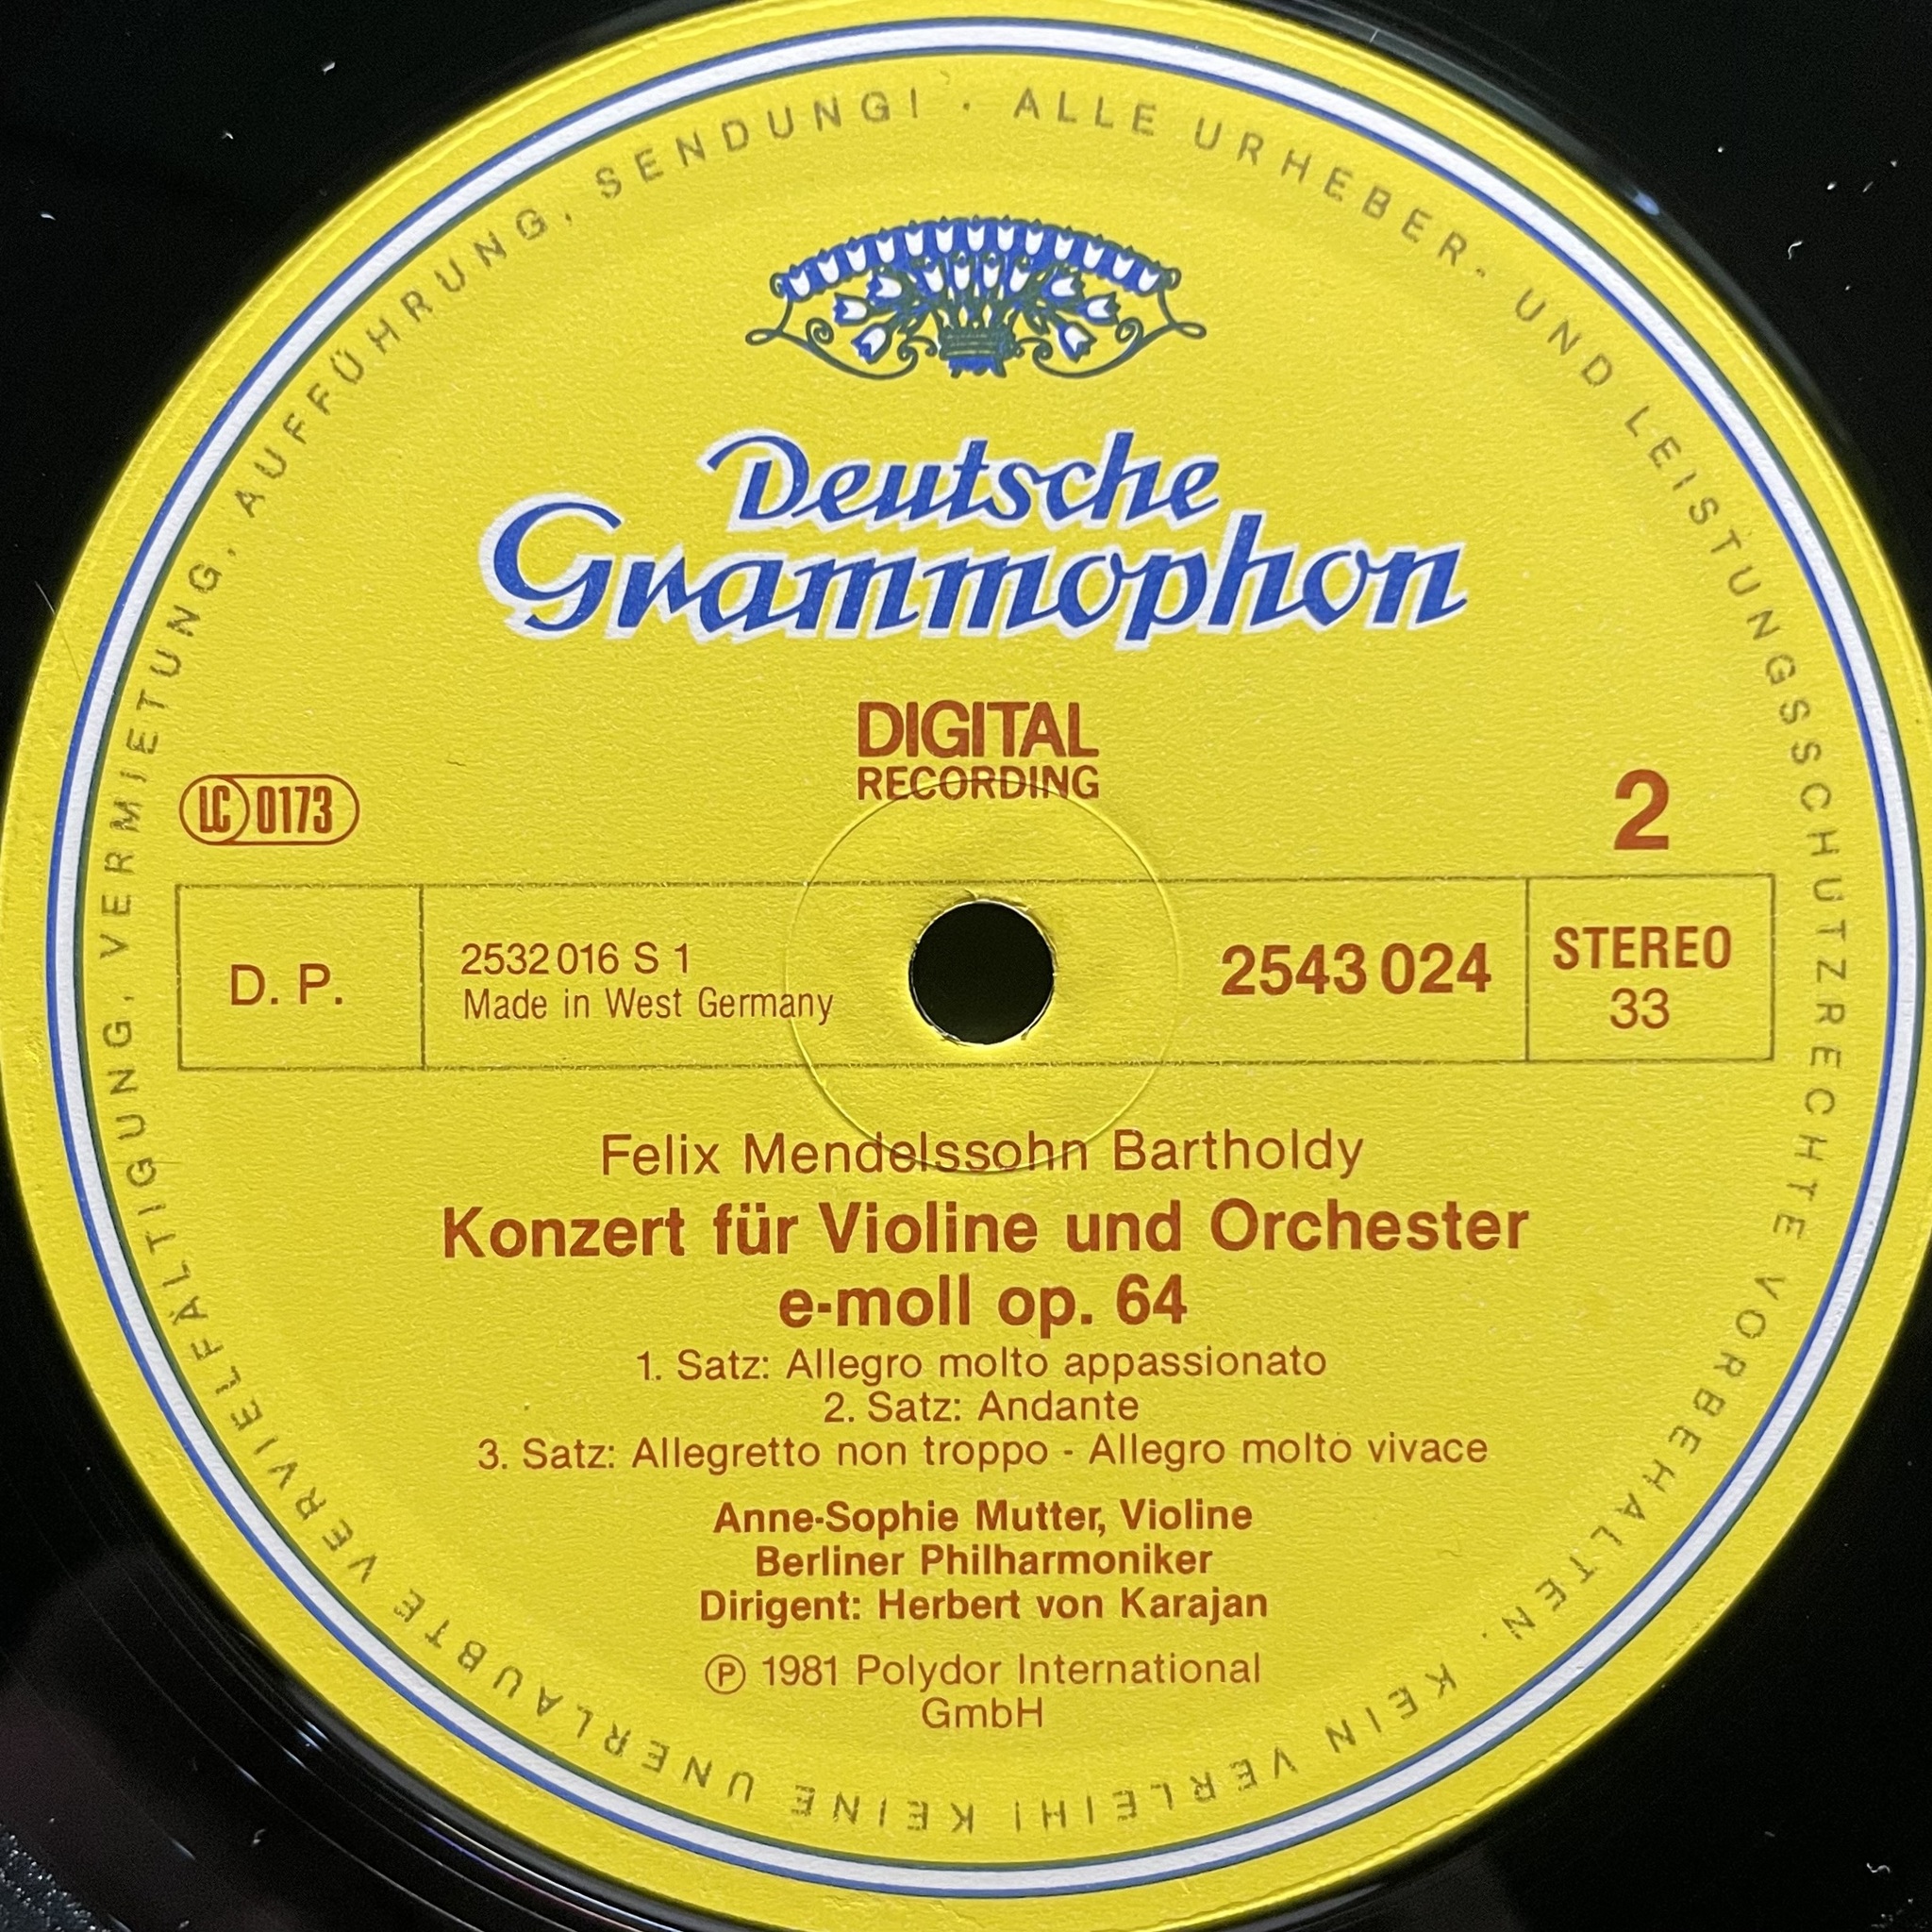 ALLE URHEBER- UND LEISTUNGSSCHUTZRECHTE VORBEHALTEN. KEIN VERLEIH! KEINE UNERLAUBTE VERVIELFÄLTIGUNG, VERMIETUNG, AUFFÜHRUNG, SENDUNG! ·
Deutsche
Grammophon
DIGITAL
RECORDING
LC 0173
2
D. P.
2532 016 S 1
Made in West Germany
2543 024
STEREO
33
Felix Mendelssohn Bartholdy
Konzert für Violine und Orchester
e-moll op. 64
1. Satz: Allegro molto appassionato
2. Satz: Andante
3. Satz: Allegretto non troppo - Allegro molto vivace
Anne-Sophie Mutter, Violine
Berliner Philharmoniker
Dirigent: Herbert von Karajan
℗ 1981 Polydor International
GmbH